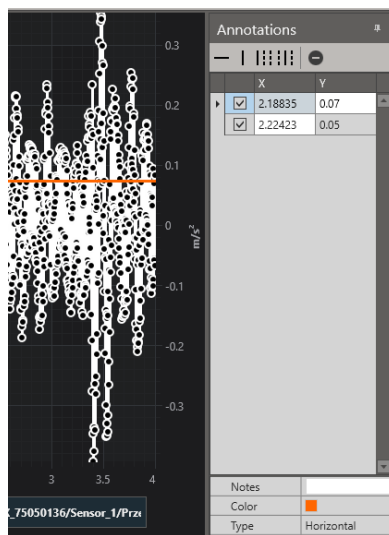 Annotations
X Y
2.18835 0.07
2.22423 0.05
0.3
0.2
0.1
0
-0.1
-0.2
-0.3
m/s²
3 3.5 4
_75050136/Sensor_1/Prze
Notes
Color
Type Horizontal